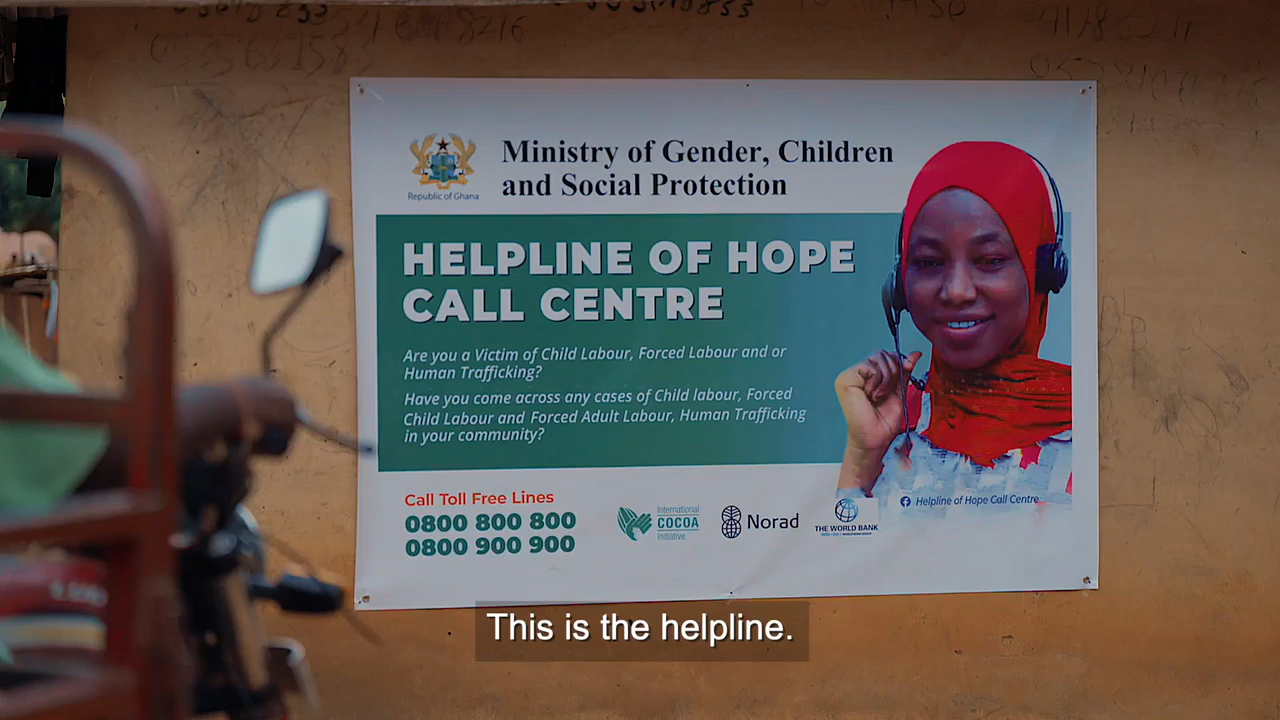 Ministry of Gender, Children
and Social Protection
Republic of Ghana
HELPLINE OF HOPE
CALL CENTRE
Are you a Victim of Child Labour, Forced Labour and or
Human Trafficking?
Have you come across any cases of Child labour, Forced
Child Labour and Forced Adult Labour, Human Trafficking
in your community?
Call Toll Free Lines
0800 800 800
0800 900 900
International
COCOA
Initiative
Norad
THE WORLD BANK
Helpline of Hope Call Centre
This is the helpline.